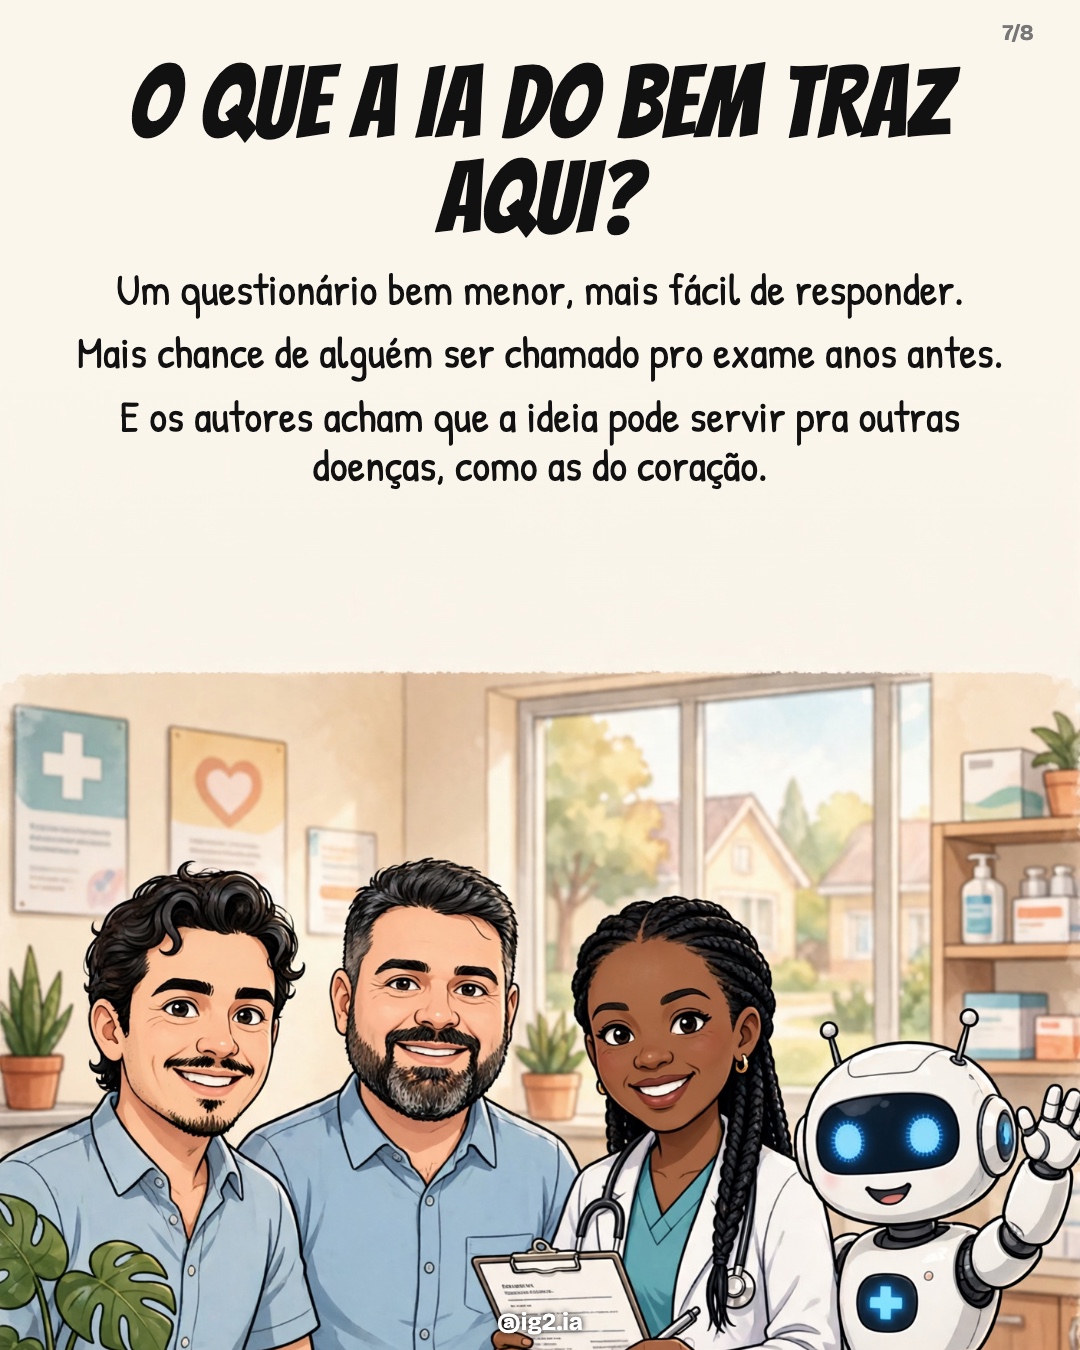 7/8
O QUE A IA DO BEM TRAZ
AQUI?
Um questionário bem menor, mais fácil de responder.
Mais chance de alguém ser chamado pro exame anos antes.
E os autores acham que a ideia pode servir pra outras
doenças, como as do coração.
@ig2.ia